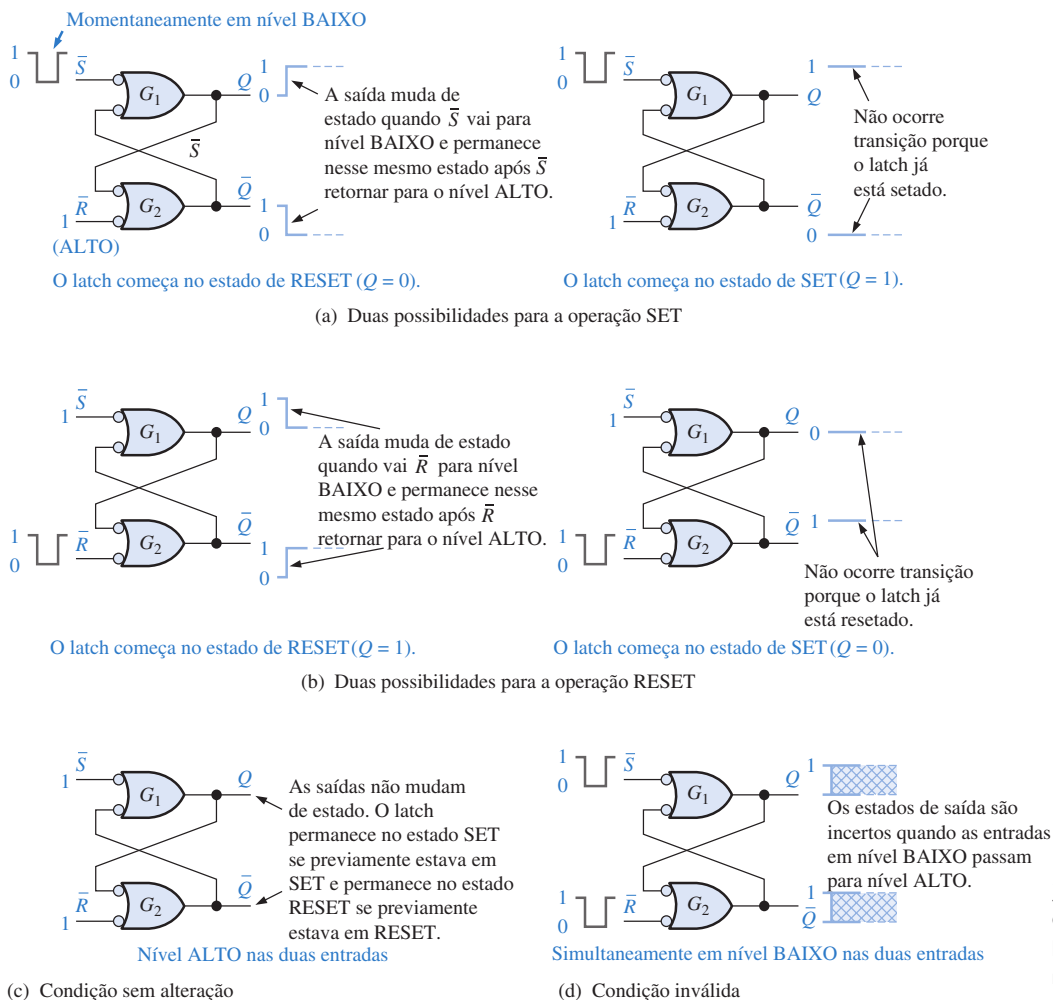 Momentaneamente em nível BAIXO
1
0
S̄
G1
Q
1
0
A saída muda de
estado quando S̄ vai para
nível BAIXO e permanece
nesse mesmo estado após S̄
retornar para o nível ALTO.
S̄
R̄
1
(ALTO)
G2
Q̄
1
0
O latch começa no estado de RESET (Q = 0).
1
0
S̄
G1
1
Q
Não ocorre
transição porque
o latch já
está setado.
R̄
1
G2
Q̄
0
O latch começa no estado de SET (Q = 1).
(a) Duas possibilidades para a operação SET
S̄
1
G1
Q
1
0
A saída muda de estado
quando vai R̄ para nível
BAIXO e permanece nesse
mesmo estado após R̄
retornar para o nível ALTO.
1
0
R̄
G2
Q̄
1
0
O latch começa no estado de RESET (Q = 1).
S̄
1
G1
Q
0
1
0
R̄
G2
Q̄
1
Não ocorre transição
porque o latch já
está resetado.
O latch começa no estado de SET (Q = 0).
(b) Duas possibilidades para a operação RESET
S̄
1
G1
Q
As saídas não mudam
de estado. O latch
permanece no estado SET
se previamente estava em
SET e permanece no estado
RESET se previamente
estava em RESET.
R̄
1
G2
Q̄
Nível ALTO nas duas entradas
(c) Condição sem alteração
1
0
S̄
G1
Q
1
Os estados de saída são
incertos quando as entradas
em nível BAIXO passam
para nível ALTO.
1
0
R̄
G2
1
Q̄
Simultaneamente em nível BAIXO nas duas entradas
(d) Condição inválida